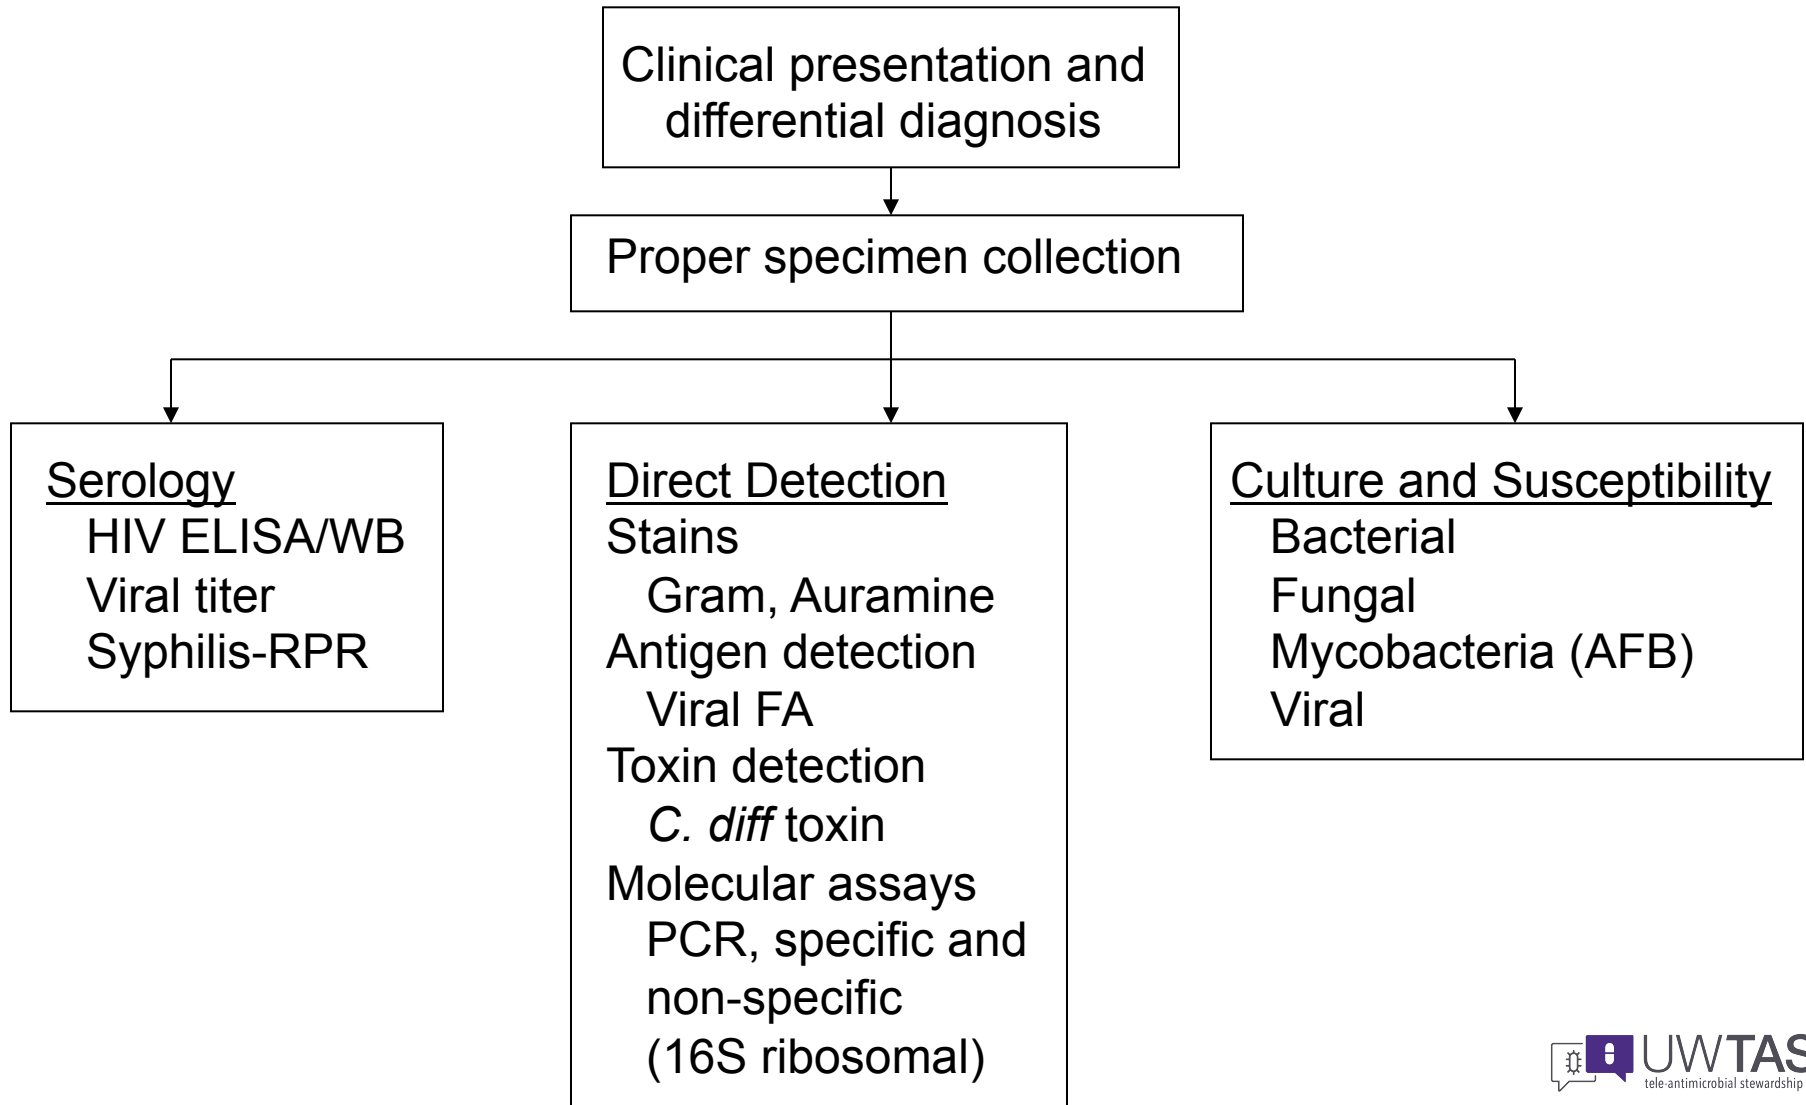 Clinical presentation and
differential diagnosis
Proper specimen collection
Serology
HIV ELISA/WB
Viral titer
Syphilis-RPR
Direct Detection
Stains
Gram, Auramine
Antigen detection
Viral FA
Toxin detection
C. diff toxin
Molecular assays
PCR, specific and
non-specific
(16S ribosomal)
Culture and Susceptibility
Bacterial
Fungal
Mycobacteria (AFB)
Viral
UWTAS
tele-antimicrobial stewardship